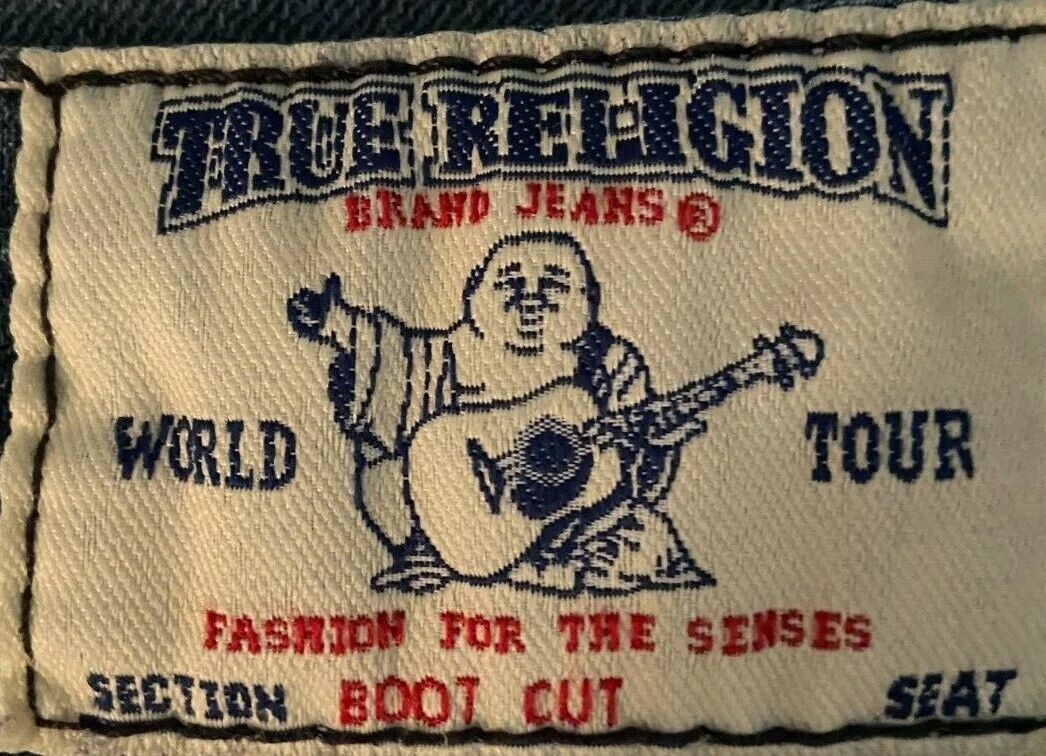 TRUE RELIGION
BRAND JEANS®
WORLD TOUR
FASHION FOR THE SENSES
SECTION BOOT CUT SEAT